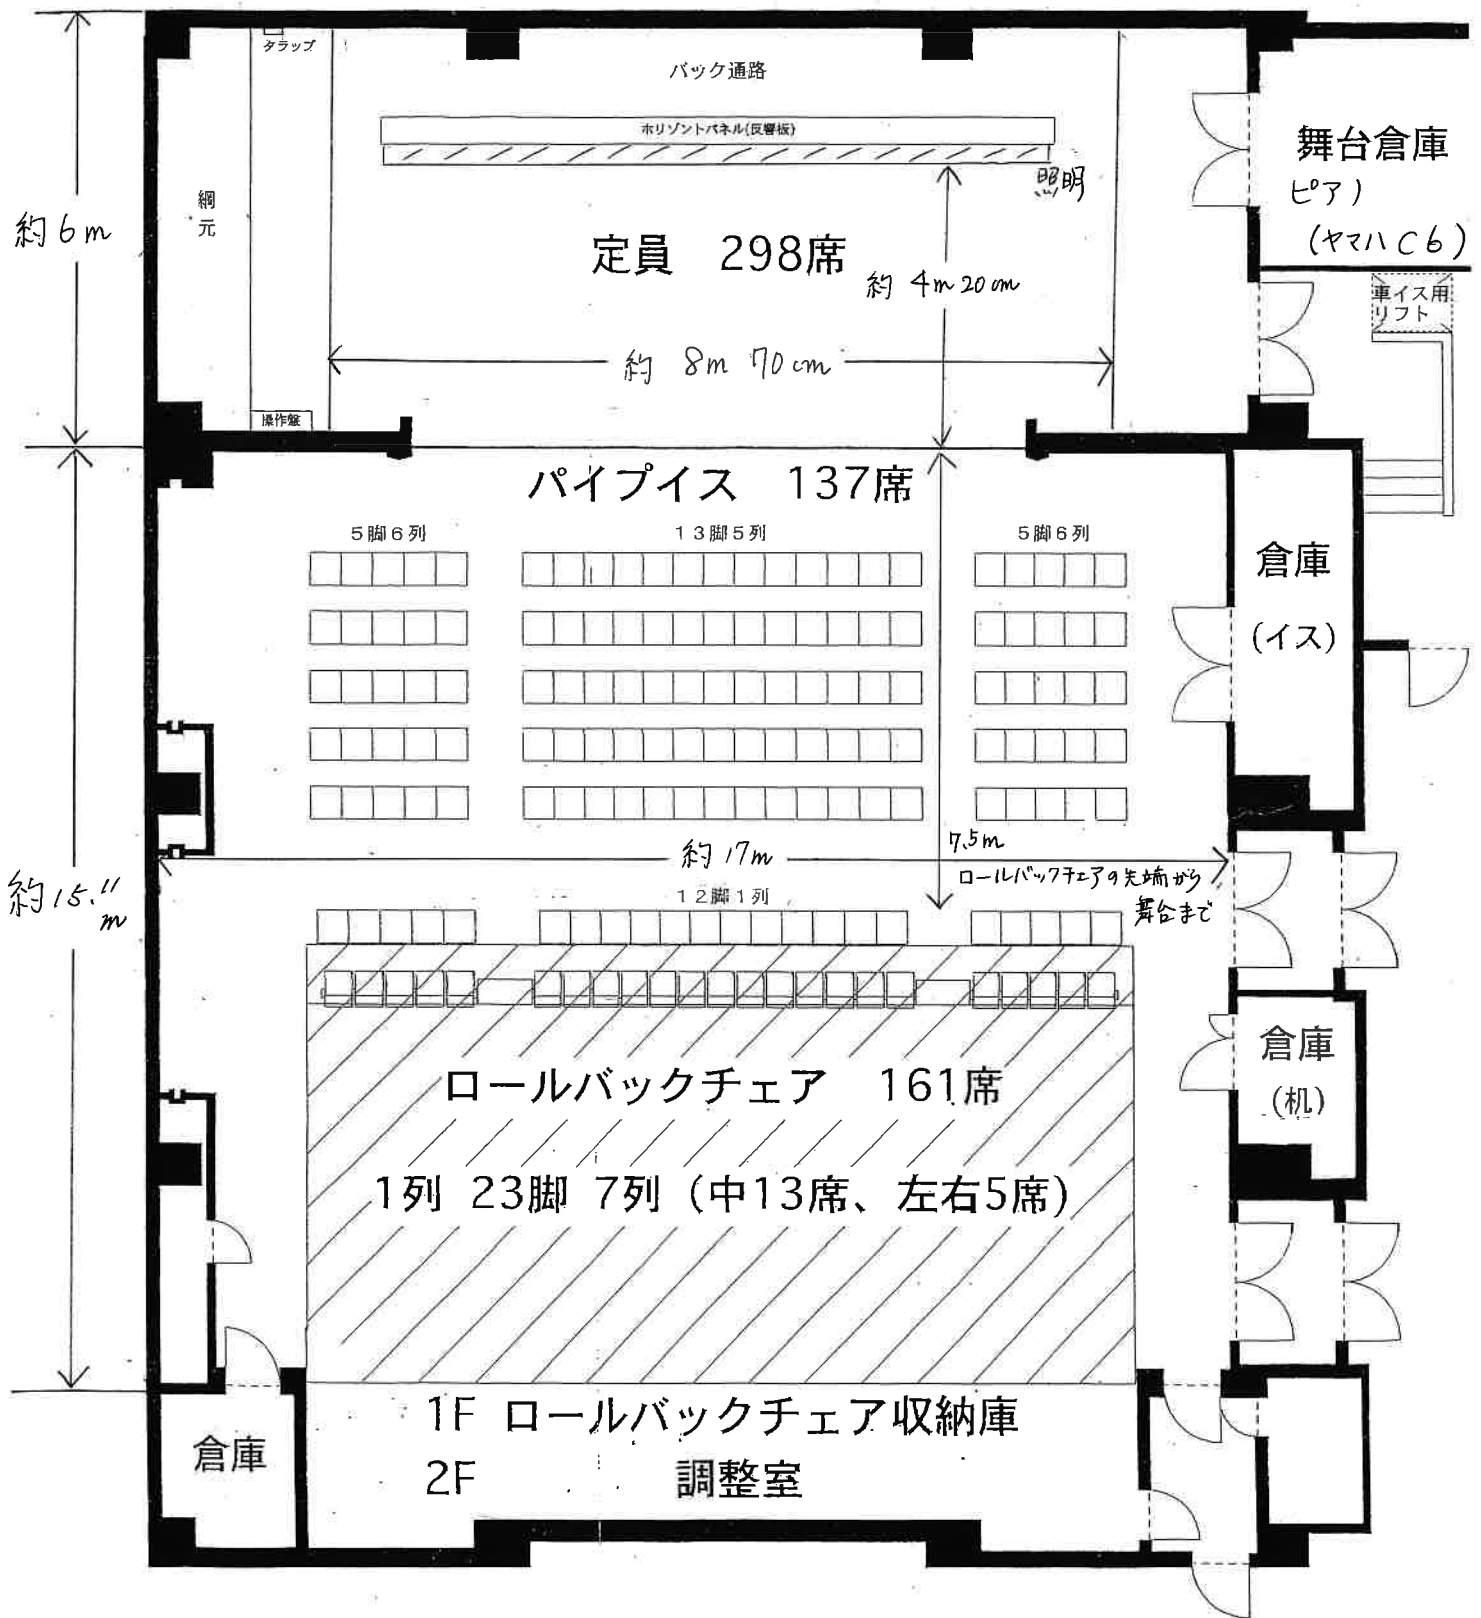 タラップ
バック通路
ホリゾントパネル(反響板)
照明
舞台倉庫
ピアノ
(ヤマハC6)
綱元
約6m
定員 298席
約 4m20cm
車イス用
リフト
約 8m 70cm
操作盤
パイプイス 137席
5脚6列
13脚5列
5脚6列
倉庫
(イス)
約17m
7.5m
ロールバックチェアの先端から
舞台まで
約15.11m
12脚1列
倉庫
(机)
ロールバックチェア 161席
1列 23脚 7列 (中13席、左右5席)
1F ロールバックチェア収納庫
2F 調整室
倉庫